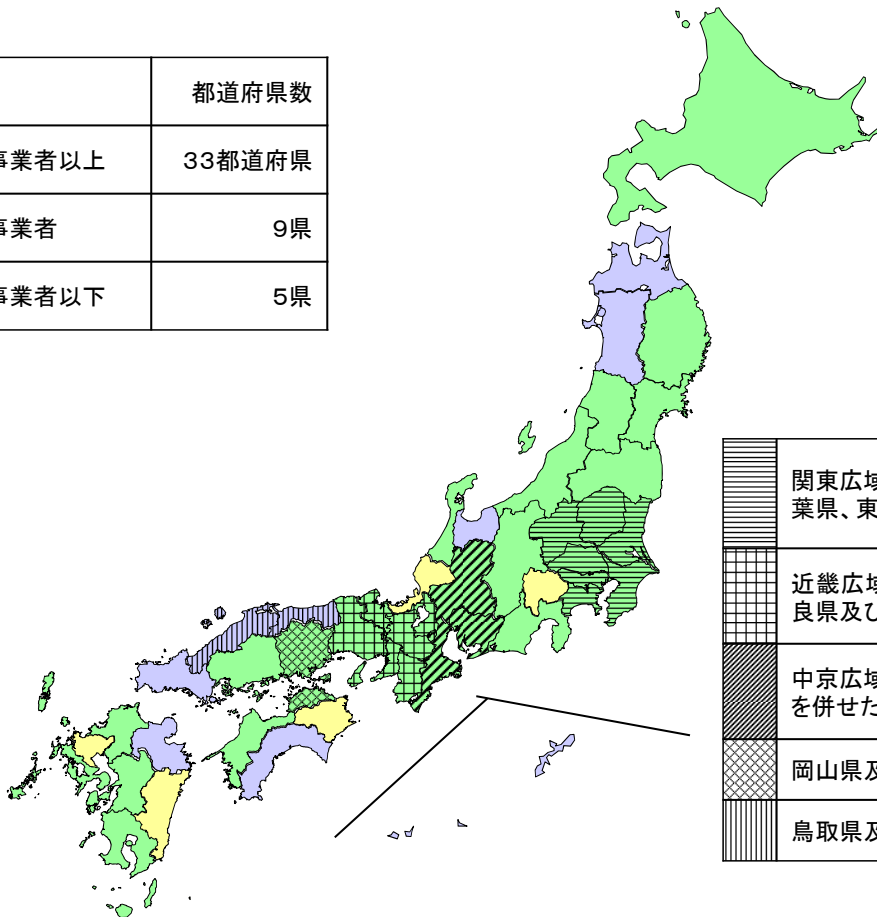 都道府県数
事業者以上 33都道府県
事業者 9県
事業者以下 5県
関東広域
葉県、東
近畿広域
良県及び
中京広域
を併せた
岡山県及
鳥取県及